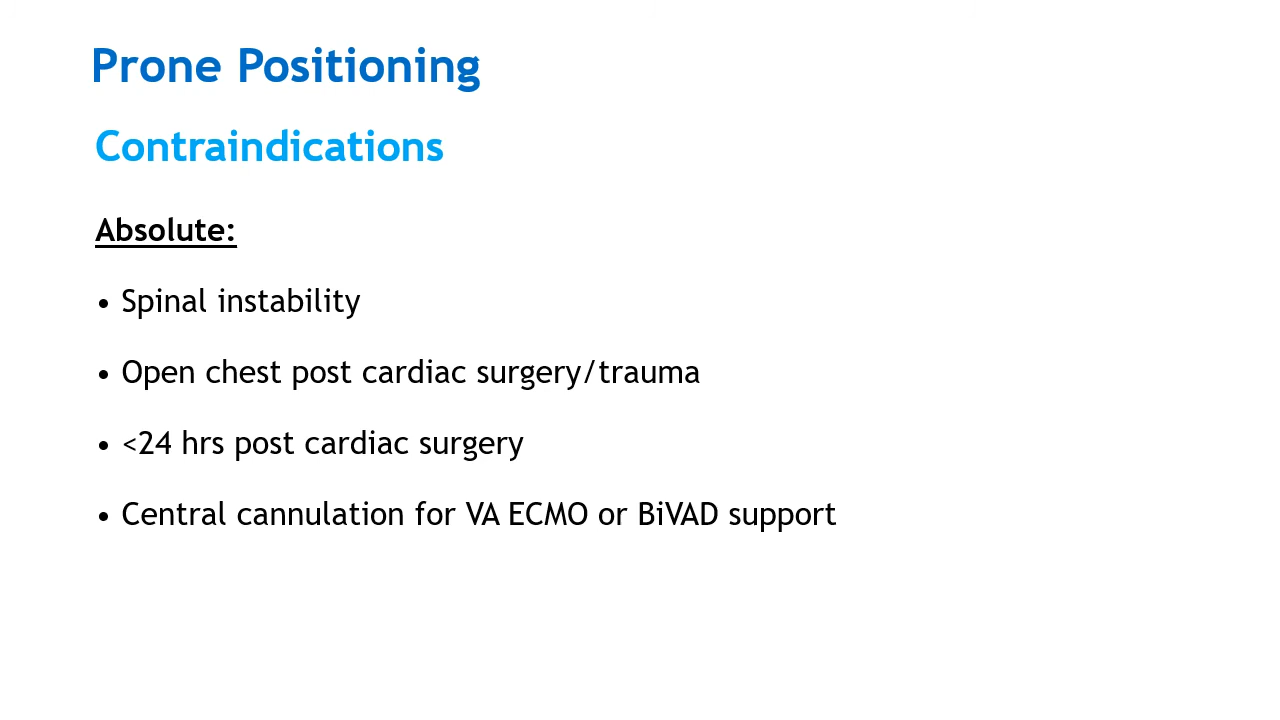 Prone Positioning
Contraindications
Absolute:
• Spinal instability
• Open chest post cardiac surgery/trauma
• <24 hrs post cardiac surgery
• Central cannulation for VA ECMO or BiVAD support